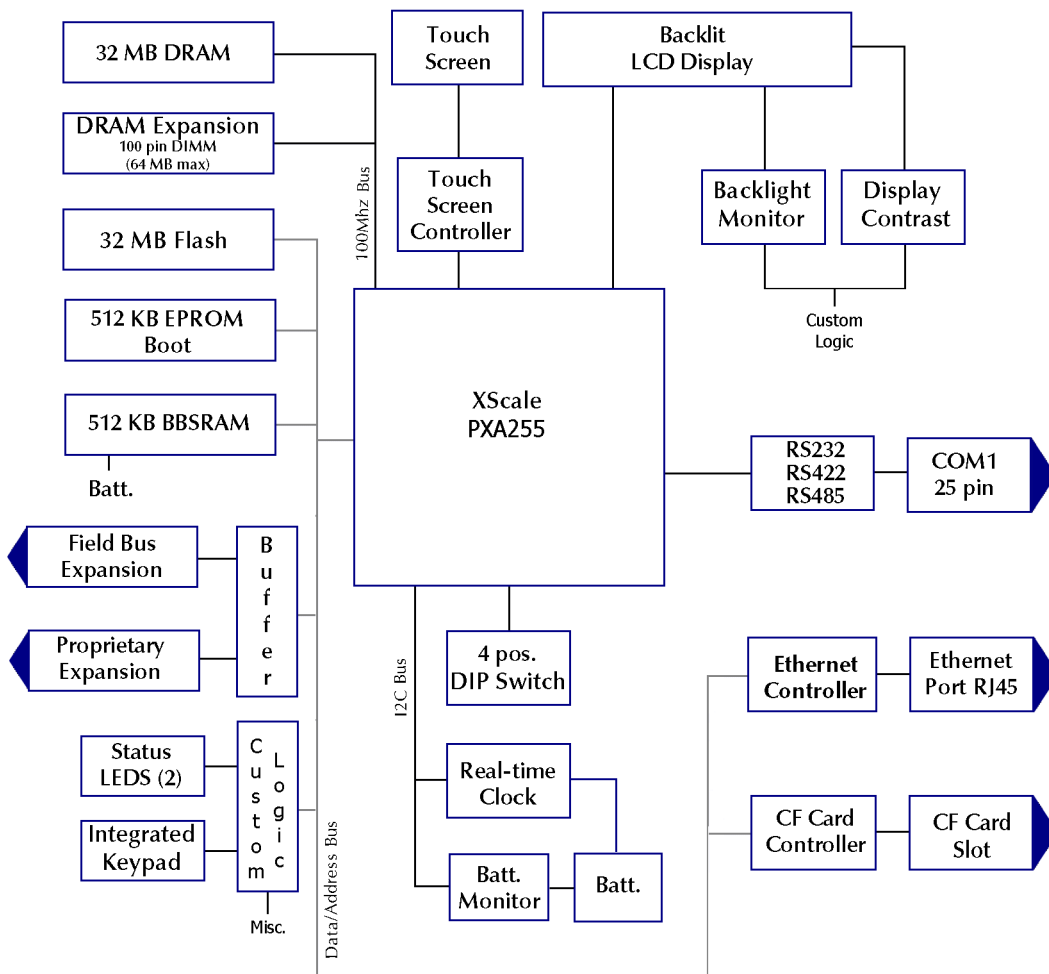 32 MB DRAM
Touch
Screen
Backlit
LCD Display
DRAM Expansion
100 pin DIMM
(64 MB max)
100Mhz Bus
Touch
Screen
Controller
Backlight
Monitor
Display
Contrast
32 MB Flash
512 KB EPROM
Boot
Custom
Logic
XScale
PXA255
512 KB BBSRAM
Batt.
RS232
RS422
RS485
COM1
25 pin
Field Bus
Expansion
Buffer
Proprietary
Expansion
I2C Bus
4 pos.
DIP Switch
Ethernet
Controller
Ethernet
Port RJ45
Status
LEDS (2)
Custom
Logic
Integrated
Keypad
Misc.
Data/Address Bus
Real-time
Clock
Batt.
Monitor
Batt.
CF Card
Controller
CF Card
Slot